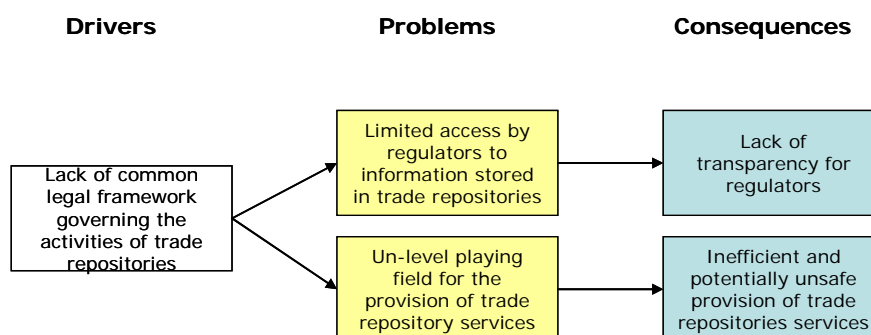 Drivers
Problems
Consequences
Lack of common
legal framework
governing the
activities of trade
repositories
Limited access by
regulators to
information stored
in trade repositories
Lack of
transparency for
regulators
Un-level playing
field for the
provision of trade
repository services
Inefficient and
potentially unsafe
provision of trade
repositories services